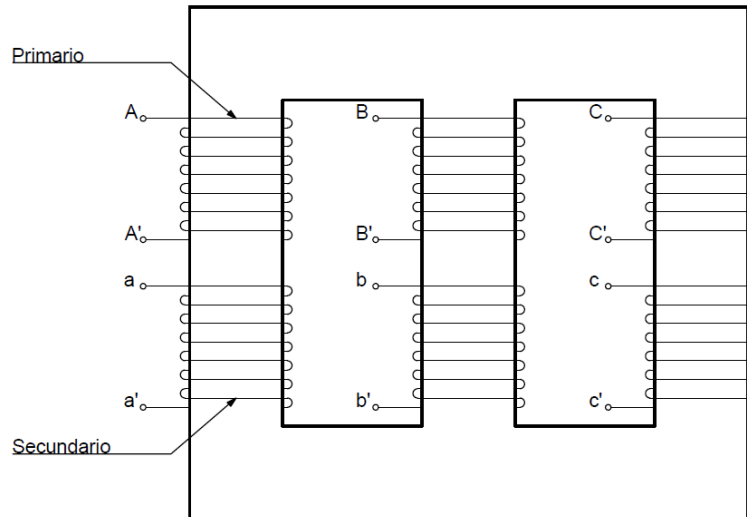 Primario
A B C
A' B' C'
a b c
a' b' c'
Secundario